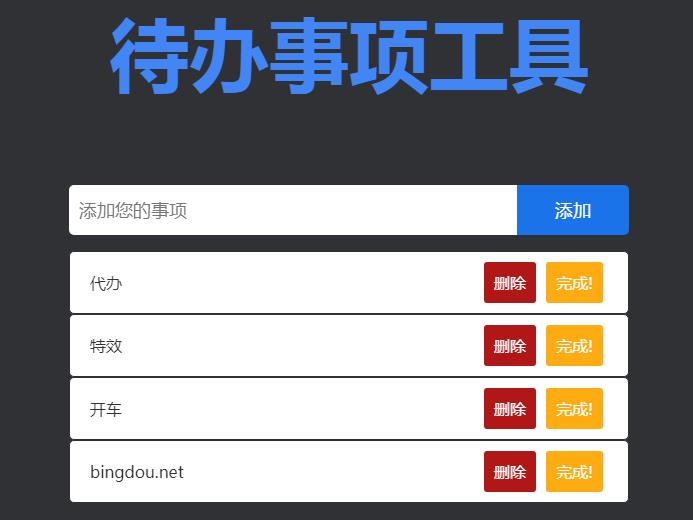 待办事项工具
添加您的事项 添加
代办 删除 完成!
特效 删除 完成!
开车 删除 完成!
bingdou.net 删除 完成!